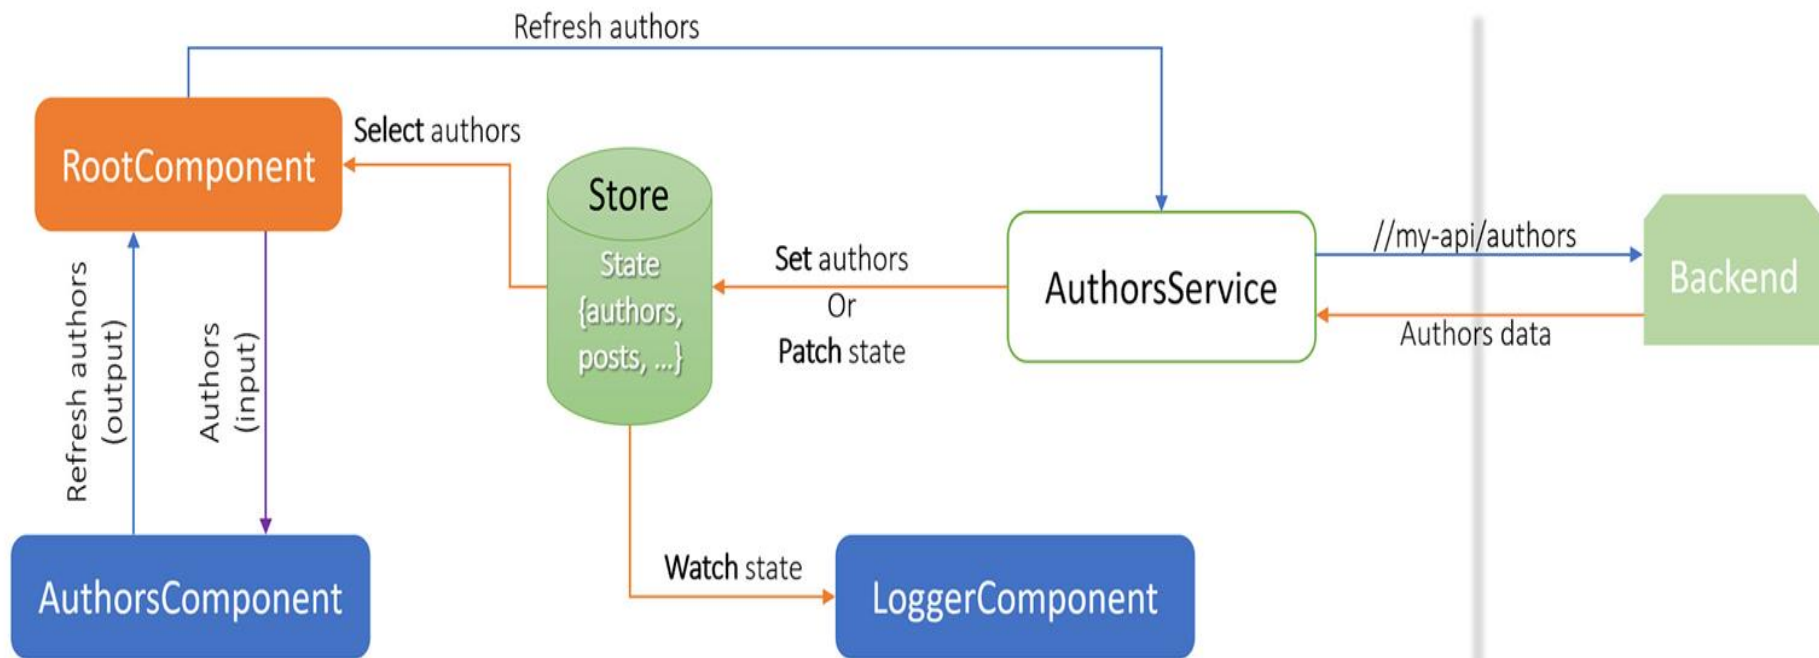 Refresh authors
RootComponent
Select authors
Store
State
{authors,
posts, ...}
Set authors
Or
Patch state
AuthorsService
//my-api/authors
Authors data
Backend
Refresh authors
(output)
Authors
(input)
AuthorsComponent
Watch state
LoggerComponent